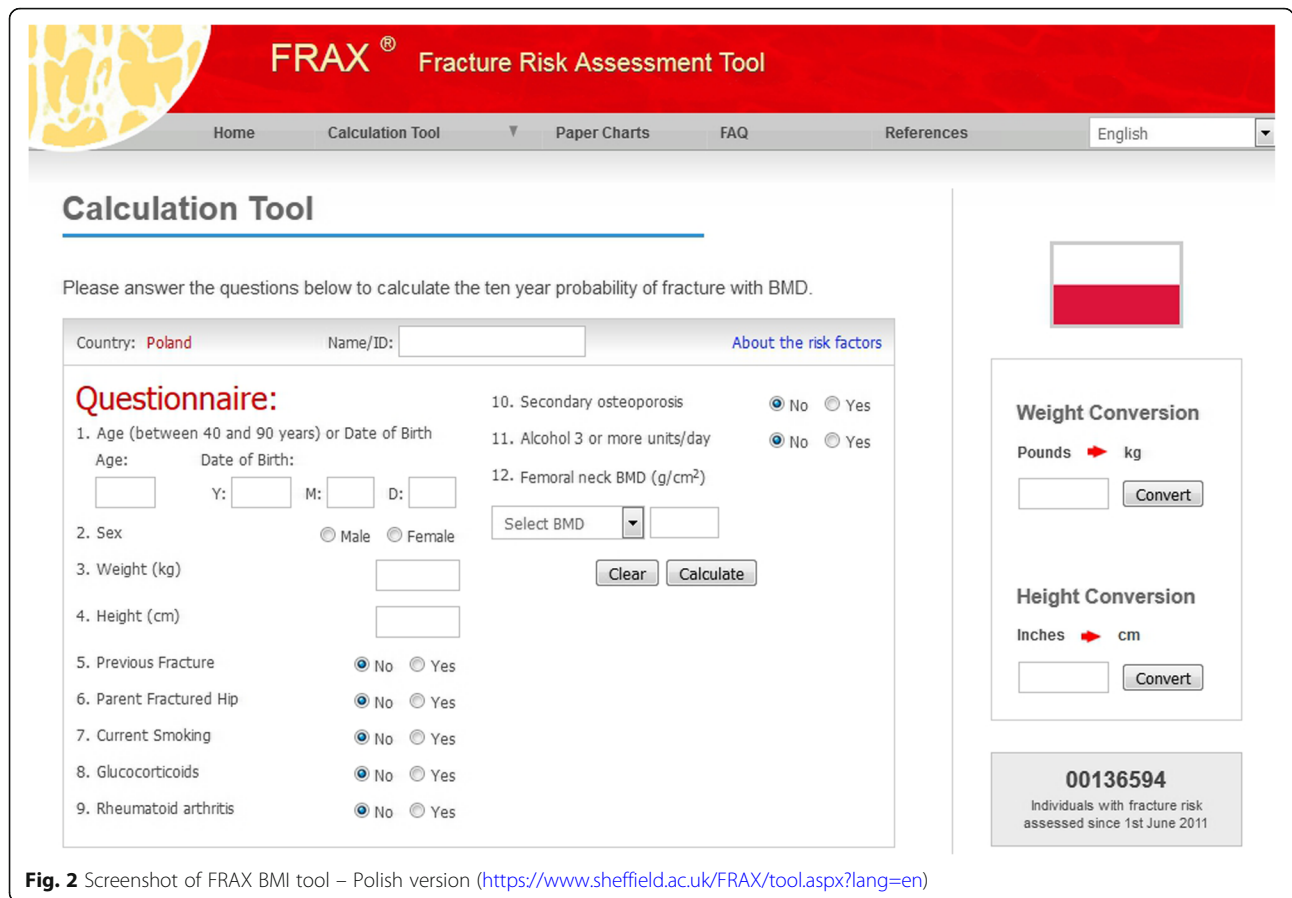 FRAX ® Fracture Risk Assessment Tool
Home Calculation Tool Paper Charts FAQ References English
Calculation Tool
Please answer the questions below to calculate the ten year probability of fracture with BMD.
Country: Poland Name/ID: About the risk factors
Questionnaire:
1. Age (between 40 and 90 years) or Date of Birth
Age: Date of Birth:
Y: M: D:
2. Sex Male Female
3. Weight (kg)
4. Height (cm)
5. Previous Fracture No Yes
6. Parent Fractured Hip No Yes
7. Current Smoking No Yes
8. Glucocorticoids No Yes
9. Rheumatoid arthritis No Yes
10. Secondary osteoporosis No Yes
11. Alcohol 3 or more units/day No Yes
12. Femoral neck BMD (g/cm²)
Select BMD
Clear Calculate
Weight Conversion
Pounds kg
Convert
Height Conversion
Inches cm
Convert
00136594
Individuals with fracture risk
assessed since 1st June 2011
Fig. 2 Screenshot of FRAX BMI tool – Polish version (https://www.sheffield.ac.uk/FRAX/tool.aspx?lang=en)